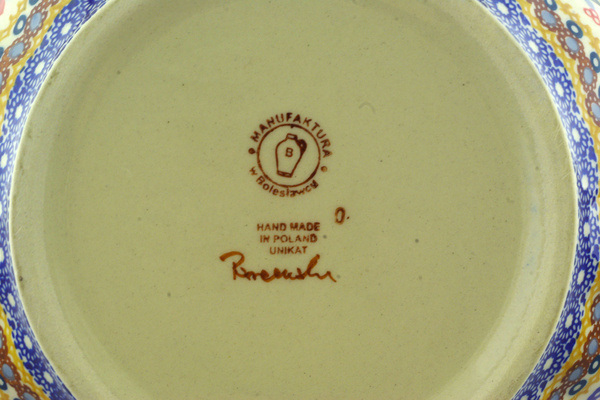 MANUFAKTURA
B
w Bolesławcu
O.
HAND MADE
IN POLAND
UNIKAT